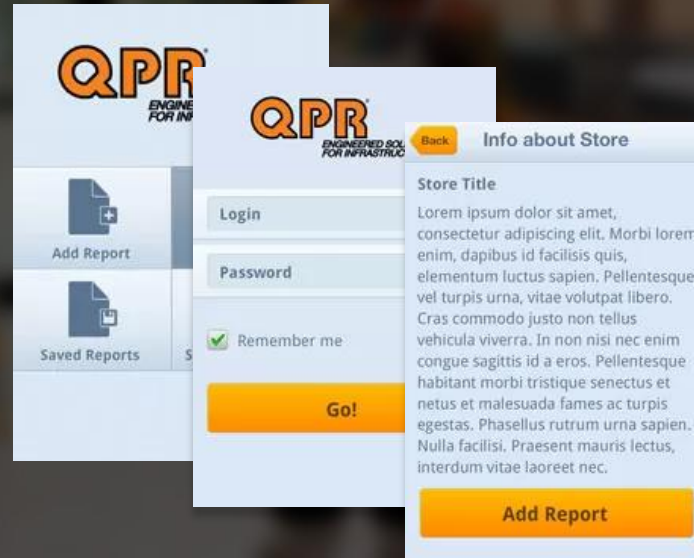 QPR
ENGINE
FOR INF
Add Report
Saved Reports
S
QPR
ENGINEERED SOL
FOR INFRASTRUC
Login
Password
Remember me
Go!
Back
Info about Store
Store Title
Lorem ipsum dolor sit amet,
consectetur adipiscing elit. Morbi lorem
enim, dapibus id facilisis quis,
elementum luctus sapien. Pellentesque
vel turpis urna, vitae volutpat libero.
Cras commodo justo non tellus
vehicula viverra. In non nisi nec enim
congue sagittis id a eros. Pellentesque
habitant morbi tristique senectus et
netus et malesuada fames ac turpis
egestas. Phasellus rutrum urna sapien.
Nulla facilisi. Praesent mauris lectus,
interdum vitae laoreet nec.
Add Report